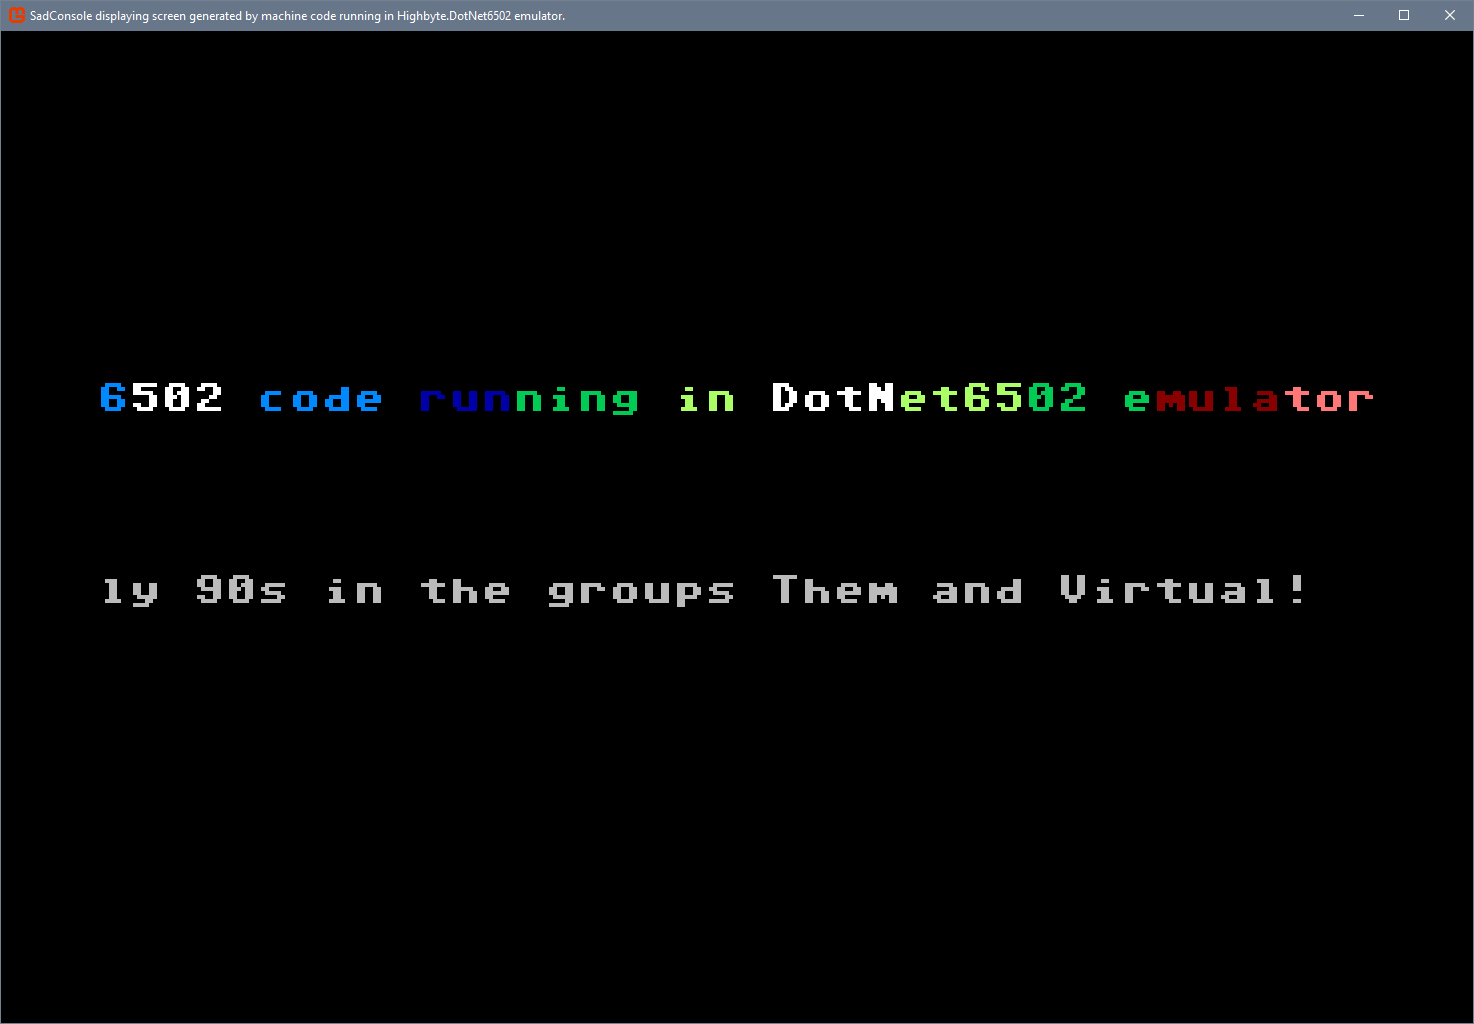 SadConsole displaying screen generated by machine code running in Highbyte.DotNet6502 emulator.
6502 code running in DotNet6502 emulator
ly 90s in the groups Them and Virtual!